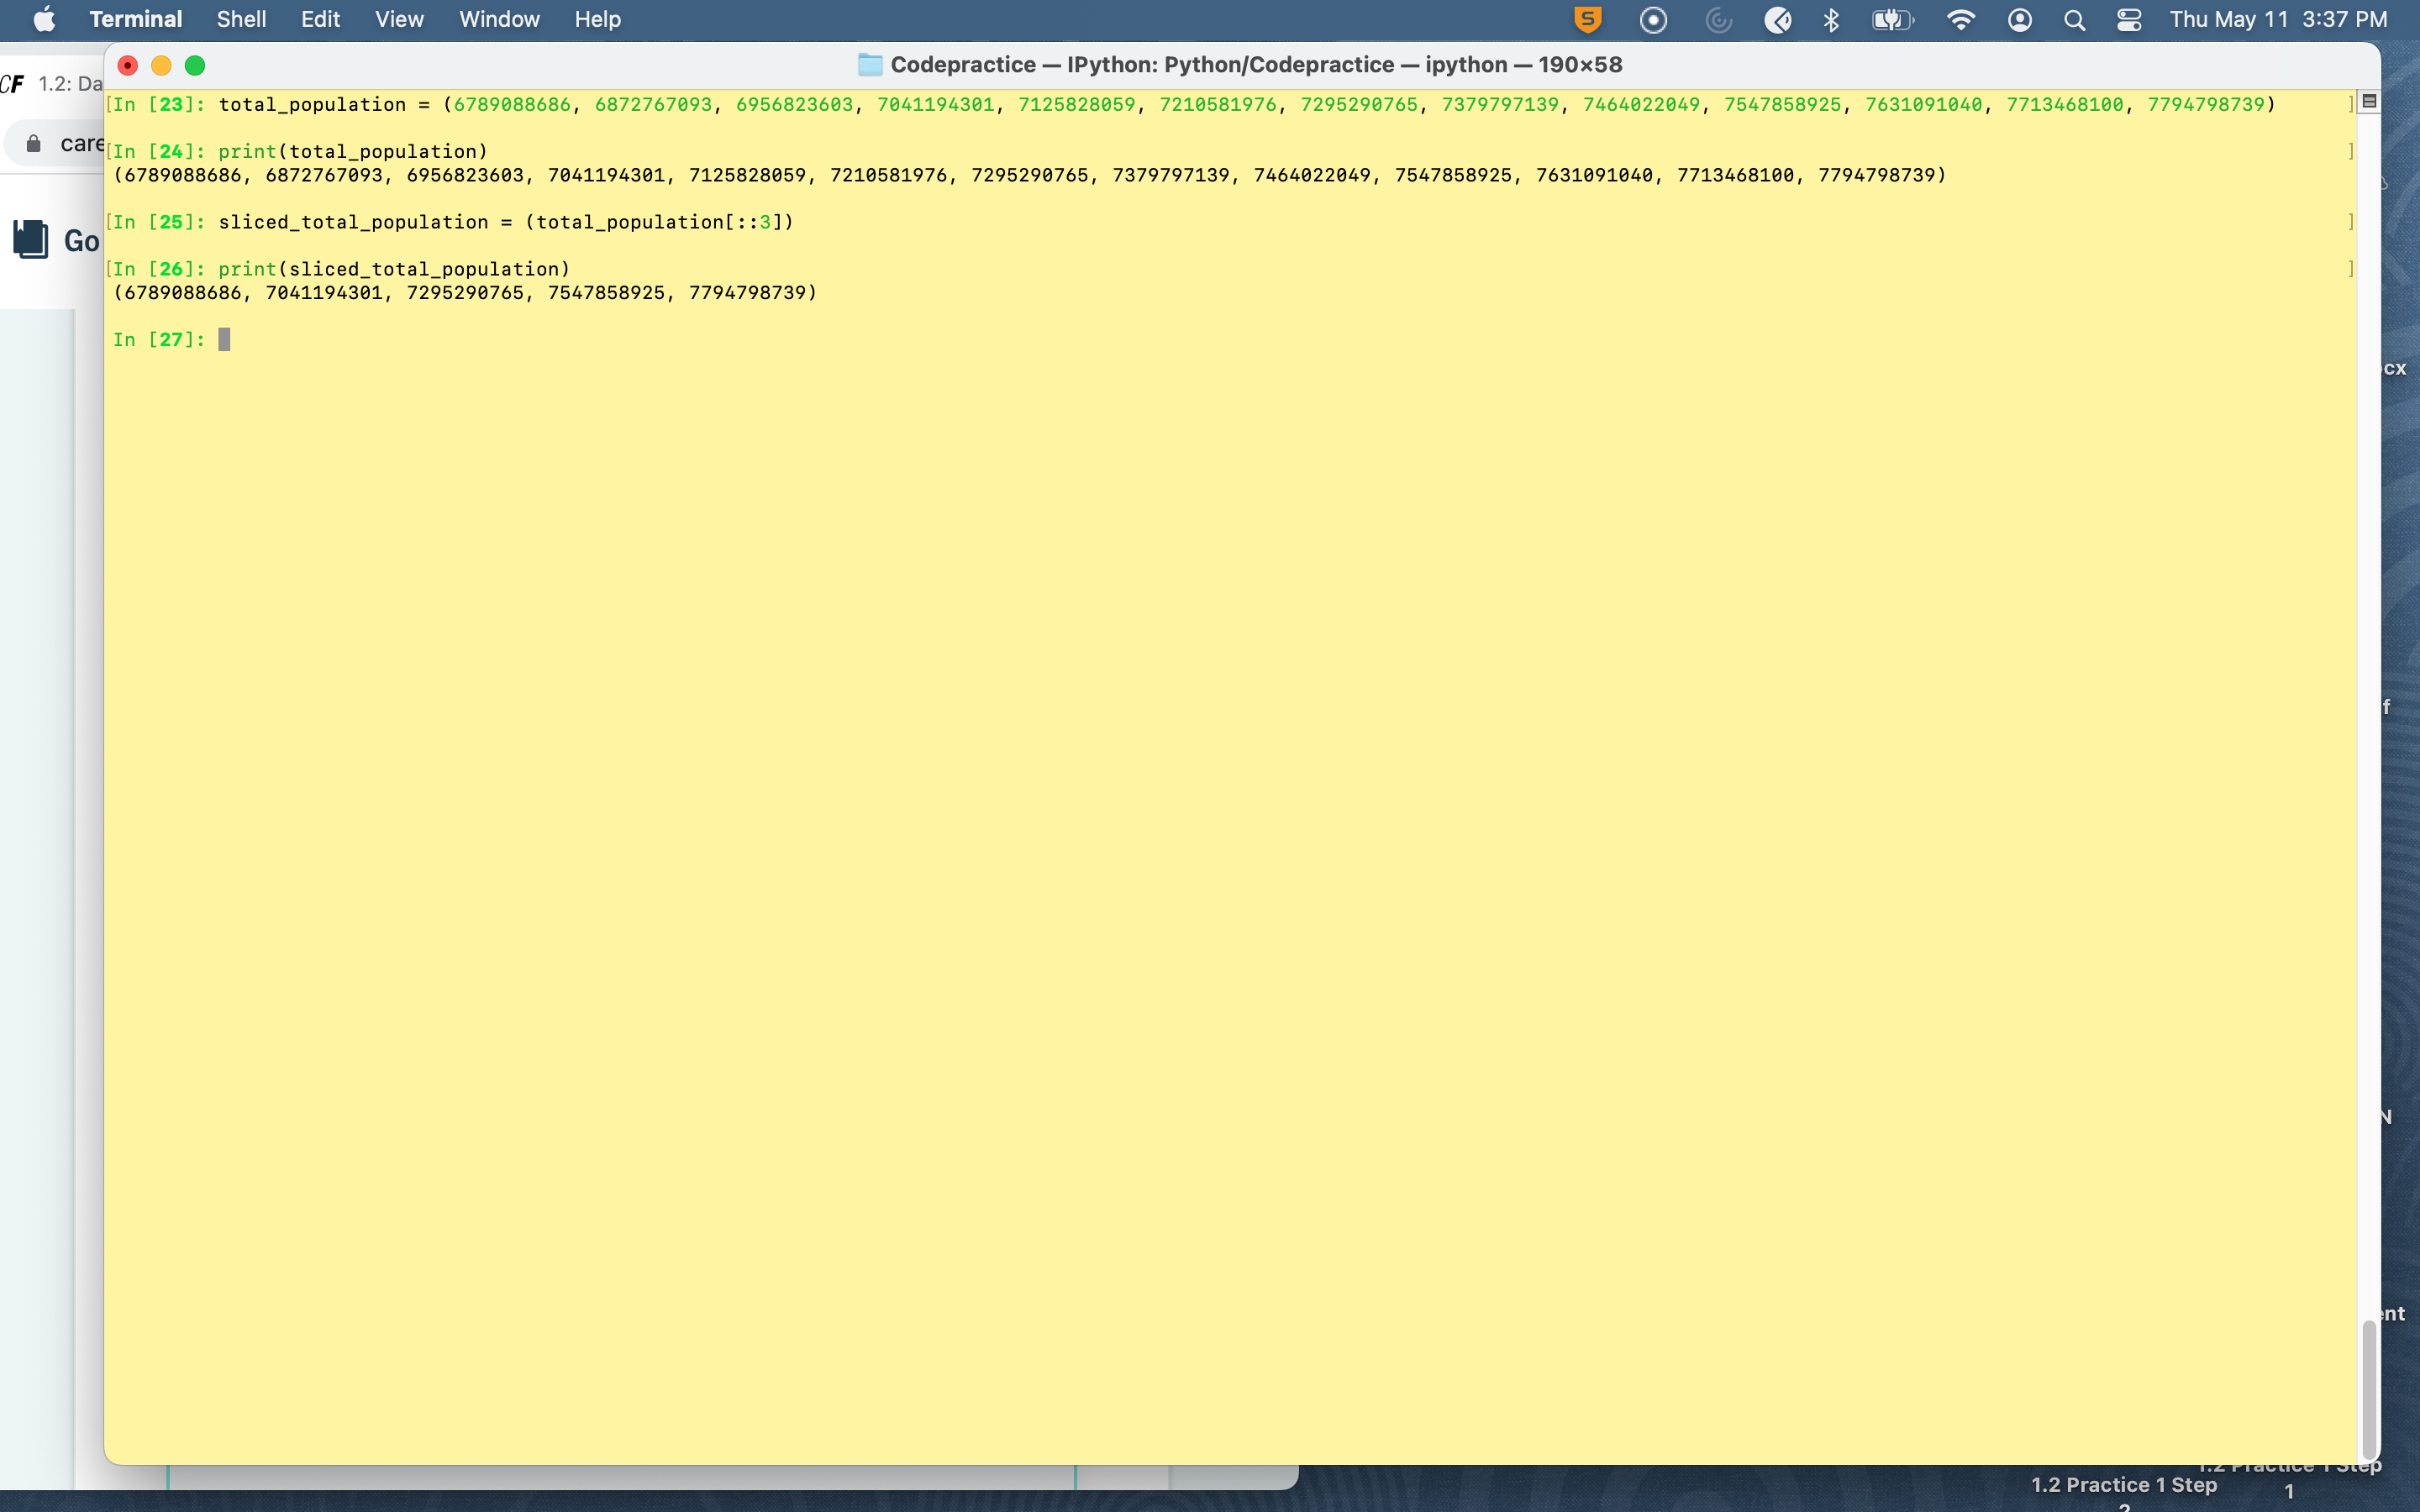 Terminal Shell Edit View Window Help S Thu May 11 3:37 PM
Codepractice — IPython: Python/Codepractice — ipython — 190×58
CF 1.2: Da
care
Go
[In [23]: total_population = (6789088686, 6872767093, 6956823603, 7041194301, 7125828059, 7210581976, 7295290765, 7379797139, 7464022049, 7547858925, 7631091040, 7713468100, 7794798739) ]
[In [24]: print(total_population) ]
(6789088686, 6872767093, 6956823603, 7041194301, 7125828059, 7210581976, 7295290765, 7379797139, 7464022049, 7547858925, 7631091040, 7713468100, 7794798739)
[In [25]: sliced_total_population = (total_population[::3]) ]
[In [26]: print(sliced_total_population) ]
(6789088686, 7041194301, 7295290765, 7547858925, 7794798739)
In [27]:
cx
f
N
ent
1.2 Practice 1 Step
1
1.2 Practice 1 Step
2